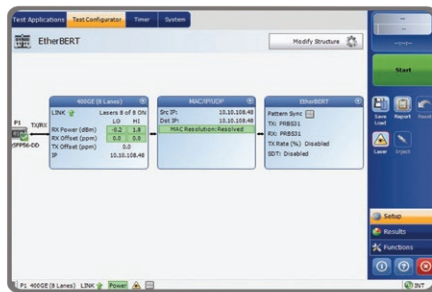 Test Applications Test Configurator Timer System
EtherBERT
Modify Structure
400GE (8 Lanes)
LINK Lasers 8 of 8 ON
LO HI
RX Power (dBm) -0.2 1.8
RX Offset (ppm) 0.0 0.0
TX Offset (ppm) 0.0
IP 10.10.108.48
MAC/IP/UDP
Src IP: 10.10.108.48
Dst IP: 10.10.108.48
MAC Resolution: Resolved
EtherBERT
Pattern Sync
TX: PRBS31
RX: PRBS31
TX Rate (%) Disabled
SDT: Disabled
P1
TX/RX
Start
Save Load
Report
Reset
Laser
Inject
Setup
Results
Functions
P1 400GE (8 Lanes) LINK Power
INT